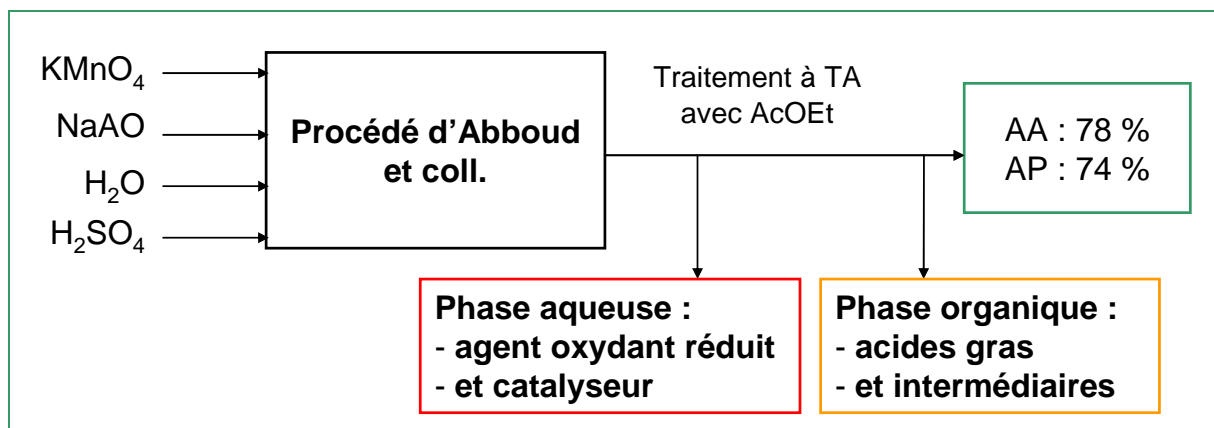 KMnO₄
NaAO
H₂O
H₂SO₄
Procédé d'Abboud
et coll.
Traitement à TA
avec AcOEt
AA : 78 %
AP : 74 %
Phase aqueuse :
- agent oxydant réduit
- et catalyseur
Phase organique :
- acides gras
- et intermédiaires